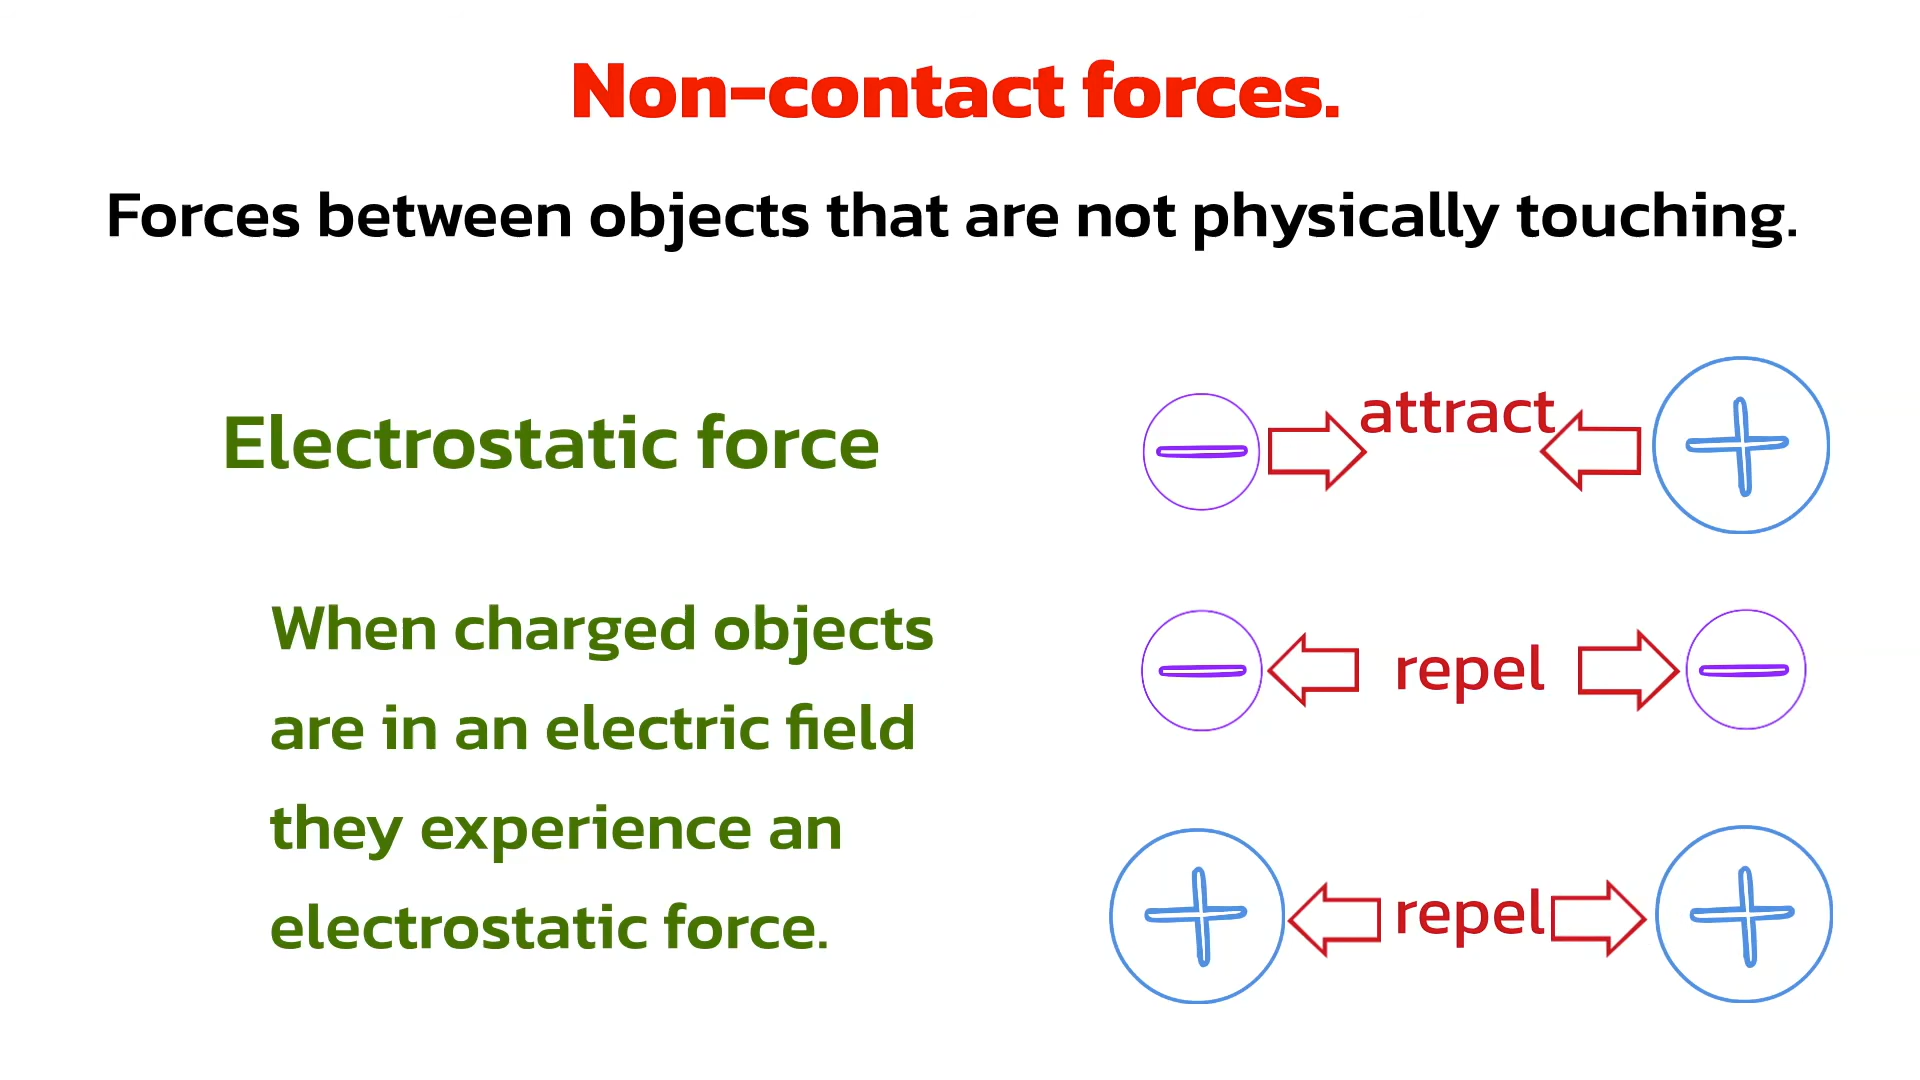 Non-contact forces.
Forces between objects that are not physically touching.
Electrostatic force
When charged objects
are in an electric field
they experience an
electrostatic force.
− attract +
− repel −
+ repel +